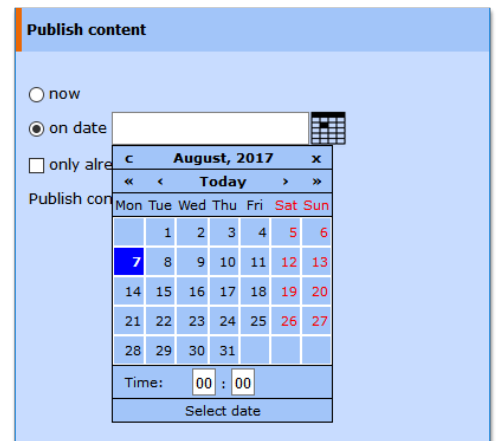 Publish content
now
on date
only alre
Publish con
c August, 2017 x
« ‹ Today › »
Mon Tue Wed Thu Fri Sat Sun
1 2 3 4 5 6
7 8 9 10 11 12 13
14 15 16 17 18 19 20
21 22 23 24 25 26 27
28 29 30 31
Time: 00 : 00
Select date